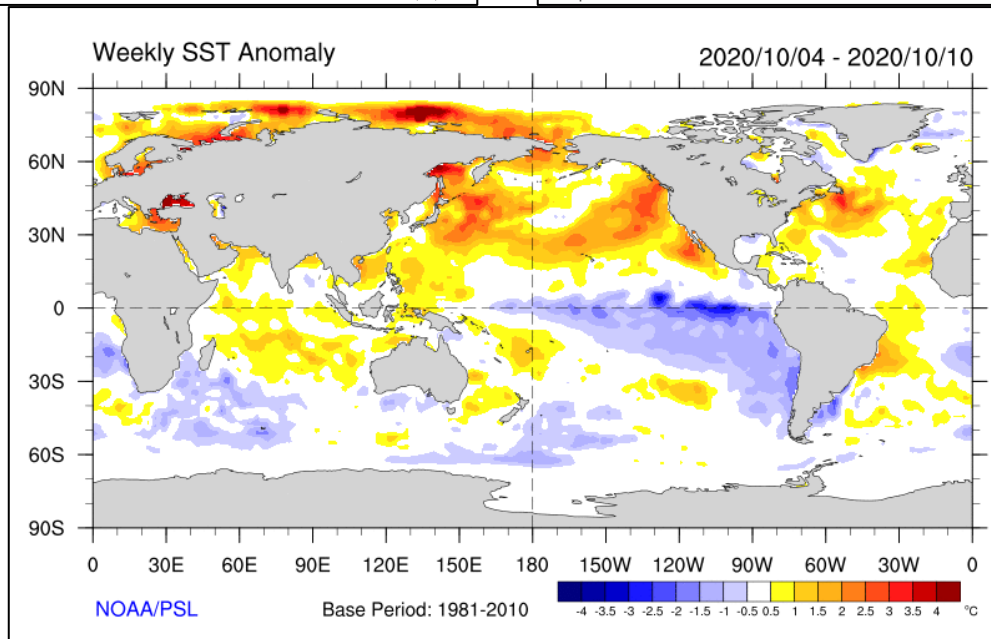 Weekly SST Anomaly 2020/10/04 - 2020/10/10
90N
60N
30N
0
30S
60S
90S
0 30E 60E 90E 120E 150E 180 150W 120W 90W 60W 30W 0
NOAA/PSL Base Period: 1981-2010
-4 -3.5 -3 -2.5 -2 -1.5 -1 -0.5 0.5 1 1.5 2 2.5 3 3.5 4 °C